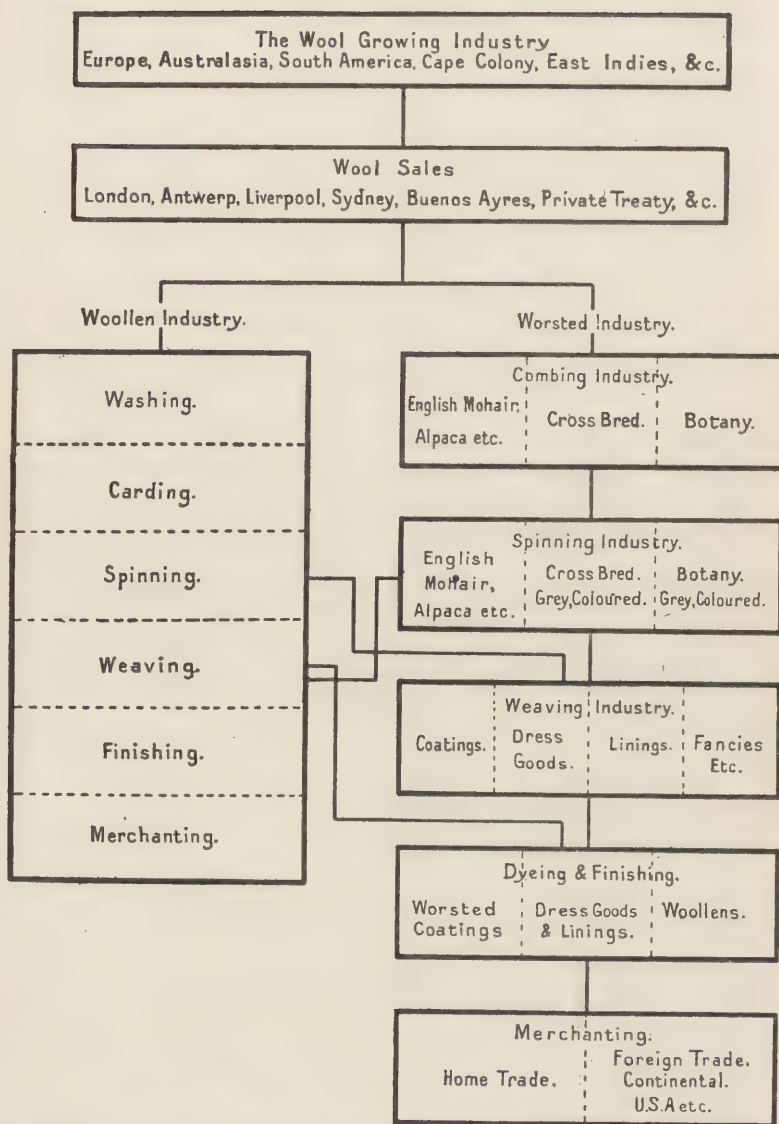 The Wool Growing Industry
Europe, Australasia, South America, Cape Colony, East Indies, &c.
Wool Sales
London, Antwerp, Liverpool, Sydney, Buenos Ayres, Private Treaty, &c.
Woollen Industry.
Washing.
Carding.
Spinning.
Weaving.
Finishing.
Merchanting.
Worsted Industry.
Combing Industry.
English Mohair,
Alpaca etc.
Cross Bred.
Botany.
Spinning Industry.
English
Mohair,
Alpaca etc.
Cross Bred.
Grey, Coloured.
Botany.
Grey, Coloured.
Weaving Industry.
Coatings.
Dress
Goods.
Linings.
Fancies
Etc.
Dyeing & Finishing.
Worsted
Coatings
Dress Goods
& Linings.
Woollens.
Merchanting.
Home Trade.
Foreign Trade.
Continental.
U.S.A etc.